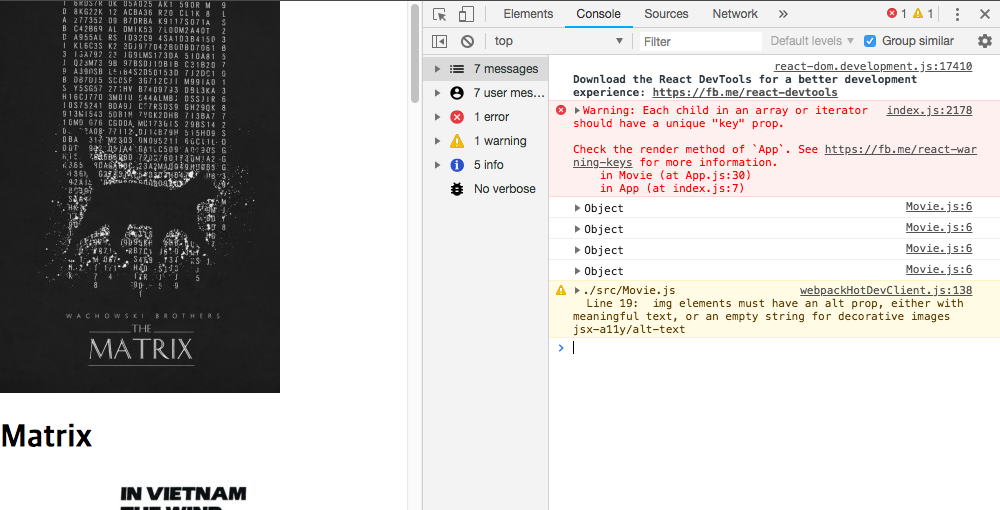 WACHOWSKI BROTHERS
THE
MATRIX
Matrix
IN VIETNAM
THE WIND
Elements Console Sources Network » 1 1
top Filter Default levels Group similar
7 messages
7 user mes...
1 error
1 warning
5 info
No verbose
react-dom.development.js:17410
Download the React DevTools for a better development
experience: https://fb.me/react-devtools
Warning: Each child in an array or iterator index.js:2178
should have a unique "key" prop.
Check the render method of `App`. See https://fb.me/react-war
ning-keys for more information.
in Movie (at App.js:30)
in App (at index.js:7)
Object Movie.js:6
Object Movie.js:6
Object Movie.js:6
Object Movie.js:6
./src/Movie.js webpackHotDevClient.js:138
Line 19: img elements must have an alt prop, either with
meaningful text, or an empty string for decorative images
jsx-a11y/alt-text